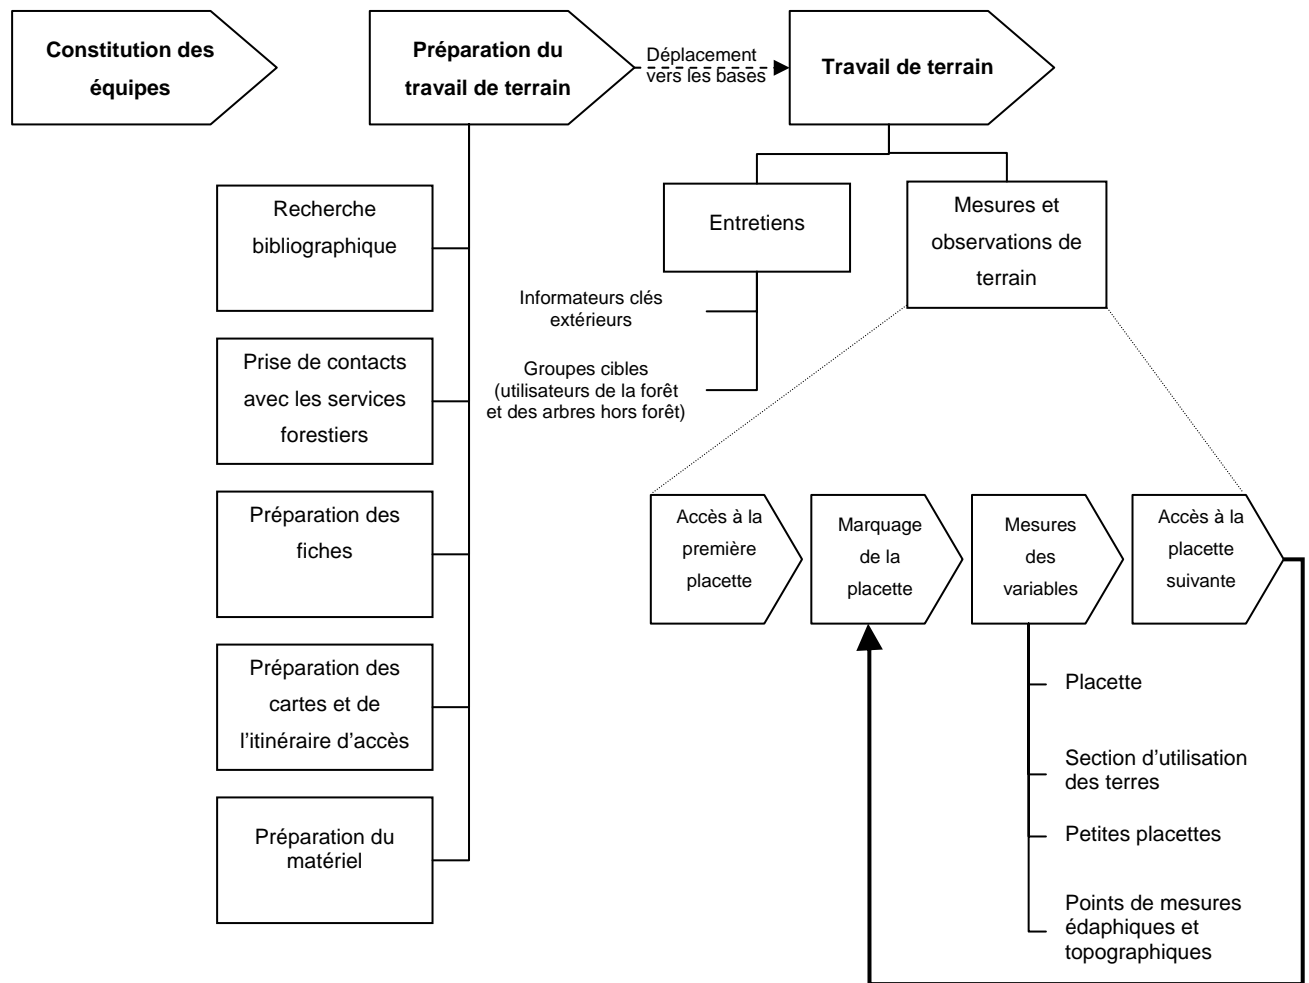 Constitution des
équipes
Préparation du
travail de terrain
Déplacement
vers les bases
Travail de terrain
Recherche
bibliographique
Prise de contacts
avec les services
forestiers
Préparation des
fiches
Préparation des
cartes et de
l’itinéraire d’accès
Préparation du
matériel
Entretiens
Informateurs clés
extérieurs
Groupes cibles
(utilisateurs de la forêt
et des arbres hors forêt)
Mesures et
observations de
terrain
Accès à la
première
placette
Marquage
de la
placette
Mesures
des
variables
Accès à la
placette
suivante
Placette
Section d’utilisation
des terres
Petites placettes
Points de mesures
édaphiques et
topographiques